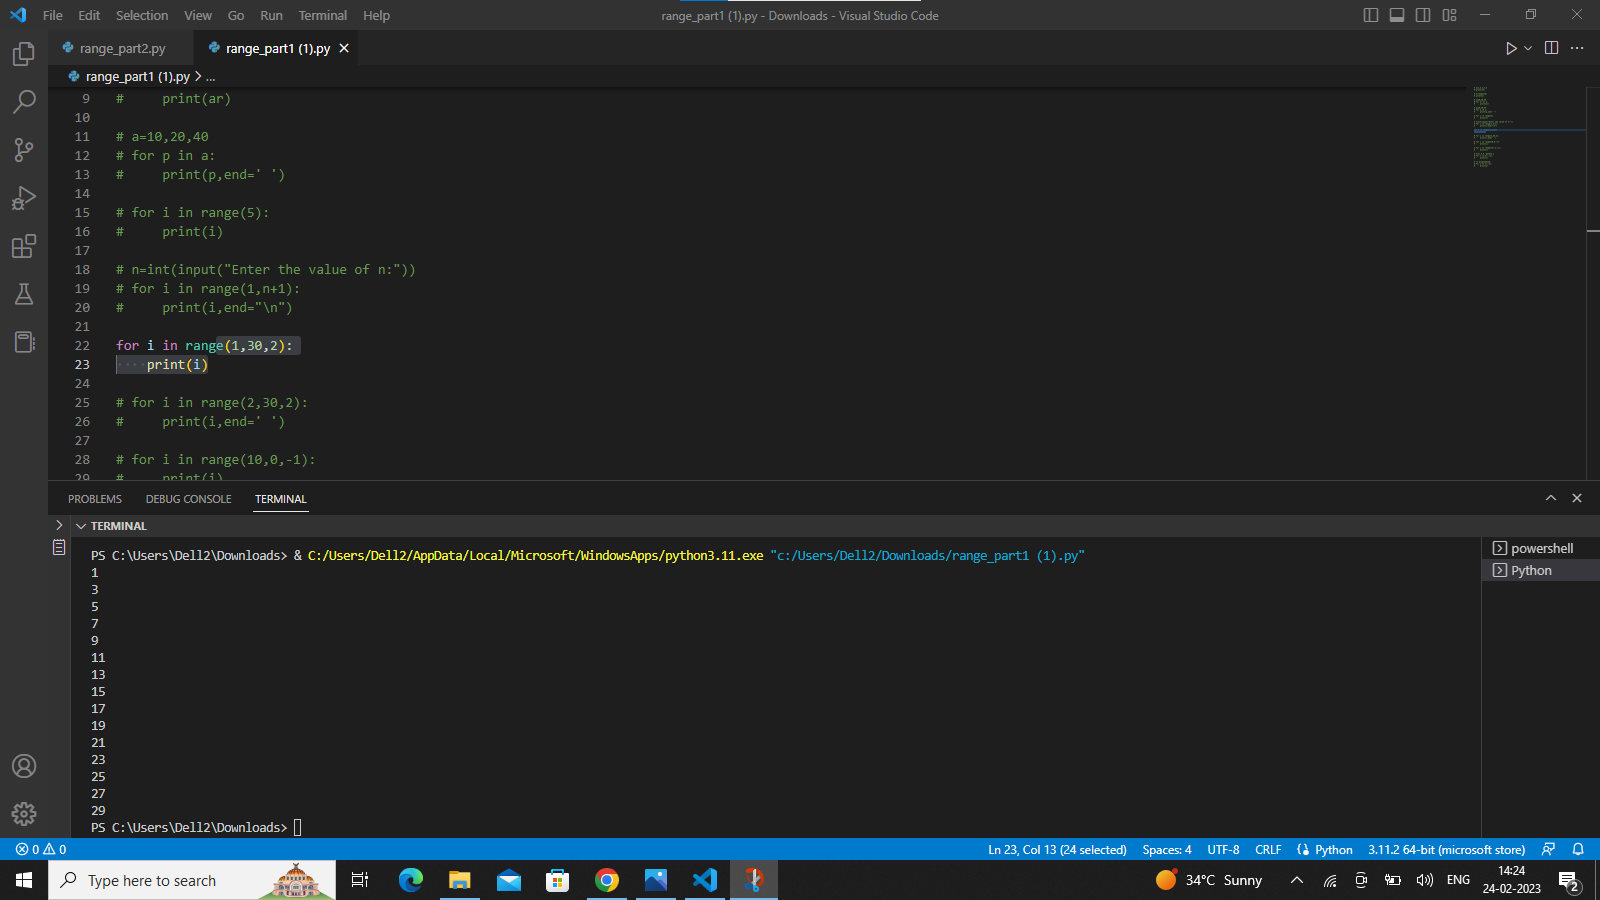 File Edit Selection View Go Run Terminal Help range_part1 (1).py - Downloads - Visual Studio Code
range_part2.py range_part1 (1).py
range_part1 (1).py > ...
9 #     print(ar)
10
11 # a=10,20,40
12 # for p in a:
13 #     print(p,end=' ')
14
15 # for i in range(5):
16 #     print(i)
17
18 # n=int(input("Enter the value of n:"))
19 # for i in range(1,n+1):
20 #     print(i,end="\n")
21
22 for i in range(1,30,2):
23     print(i)
24
25 # for i in range(2,30,2):
26 #     print(i,end=' ')
27
28 # for i in range(10,0,-1):
29 #     print(i)
PROBLEMS DEBUG CONSOLE TERMINAL
TERMINAL
PS C:\Users\Dell2\Downloads> & C:/Users/Dell2/AppData/Local/Microsoft/WindowsApps/python3.11.exe "c:/Users/Dell2/Downloads/range_part1 (1).py"
1
3
5
7
9
11
13
15
17
19
21
23
25
27
29
PS C:\Users\Dell2\Downloads>
powershell
Python
0 0 Ln 23, Col 13 (24 selected) Spaces: 4 UTF-8 CRLF Python 3.11.2 64-bit (microsoft store)
Type here to search 34°C Sunny ENG 14:24
24-02-2023 2